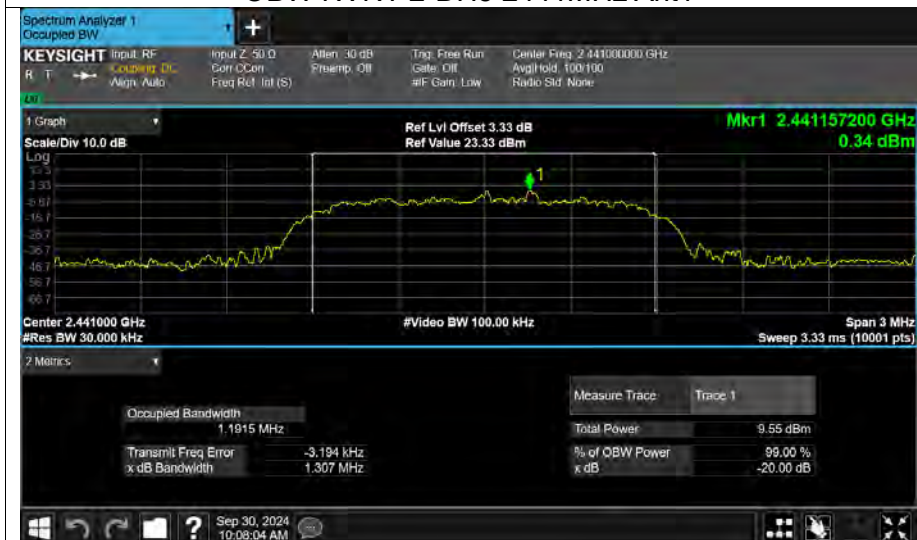 Spectrum Analyzer 1
Occupied BW
KEYSIGHT Input: RF
R T Coupling: DC
Align: Auto
Input Z: 50 Ω
Corr CCorr
Freq Ref: Int (S)
Atten: 30 dB
Preamp: Off
Trig: Free Run
Gate: Off
#IF Gain: Low
Center Freq: 2.441000000 GHz
Avg|Hold: 100/100
Radio Std: None
1 Graph
Scale/Div 10.0 dB
Ref Lvl Offset 3.33 dB
Ref Value 23.33 dBm
Mkr1 2.441157200 GHz
0.34 dBm
Log
3.33
-6.67
-16.7
-26.7
-36.7
-46.7
-56.7
-66.7
1
Center 2.441000 GHz
#Res BW 30.000 kHz
#Video BW 100.00 kHz
Span 3 MHz
Sweep 3.33 ms (10001 pts)
2 Metrics
Measure Trace Trace 1
Occupied Bandwidth
1.1915 MHz
Total Power 9.55 dBm
Transmit Freq Error -3.194 kHz
% of OBW Power 99.00 %
x dB Bandwidth 1.307 MHz
x dB -20.00 dB
Sep 30, 2024
10:08:04 AM